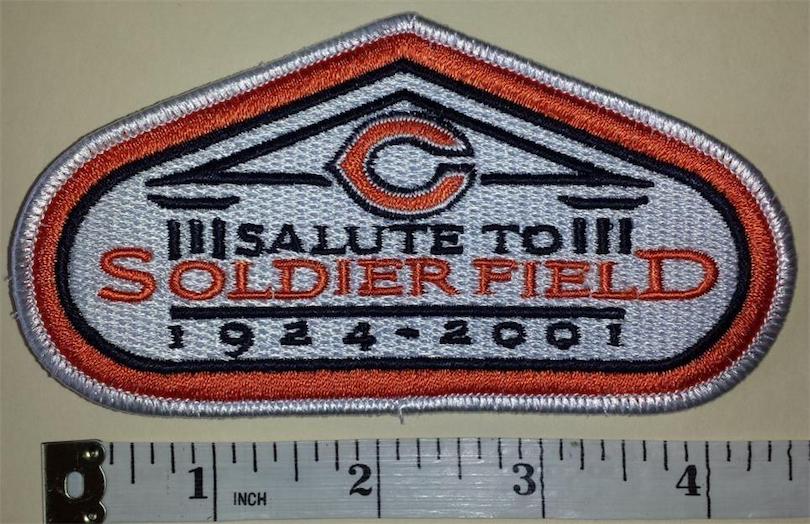 C
SALUTE TO
SOLDIER FIELD
1924-2001
1 INCH 2 3 4